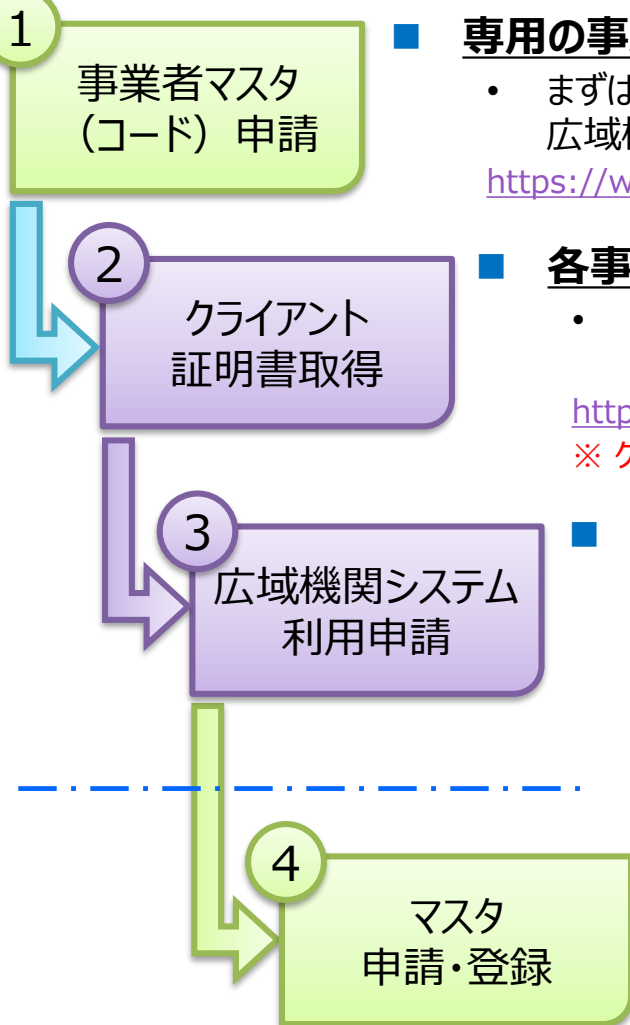 1
事業者マスタ
（コード）申請
■ 専用の事
• まずは
広域
https://w
2
クライアント
証明書取得
■ 各事
•
http
※ ク
3
広域機関システム
利用申請
■
4
マスタ
申請・登録